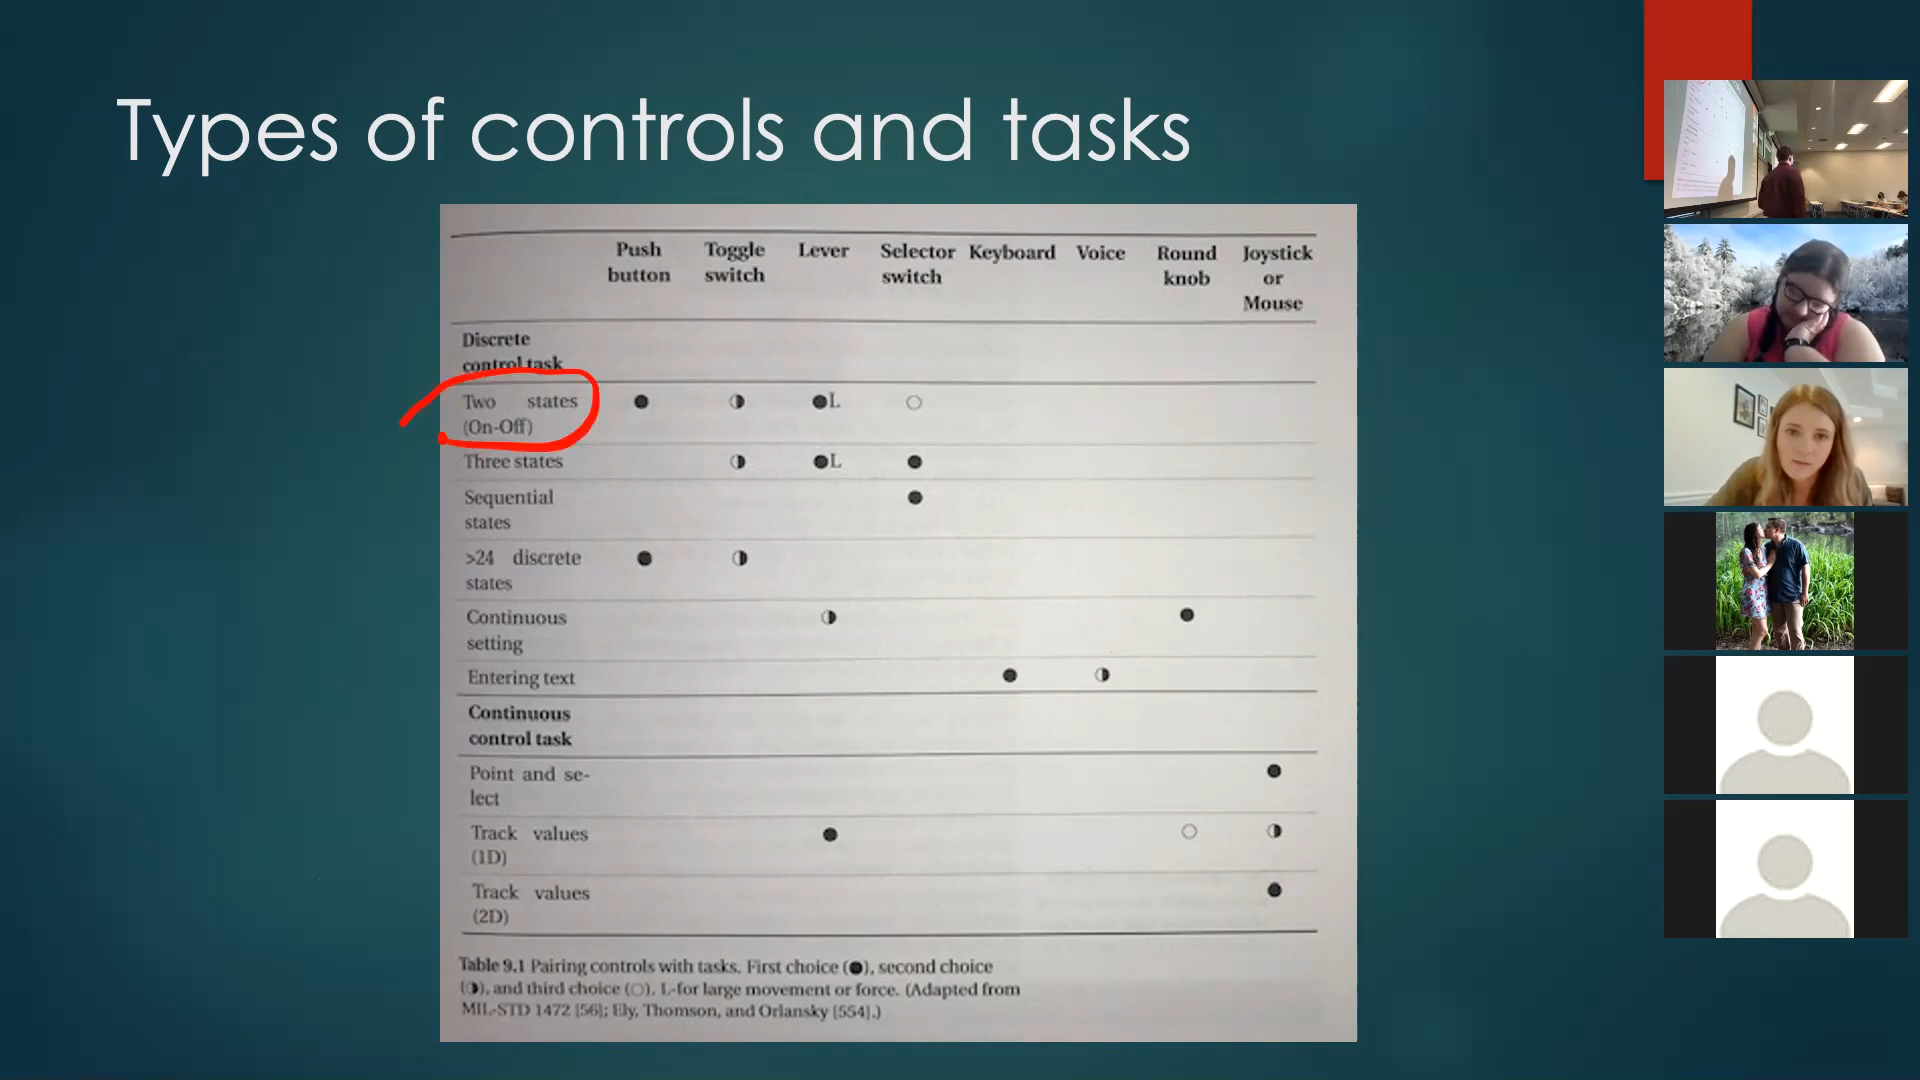 Types of controls and tasks
Push button Toggle switch Lever Selector switch Keyboard Voice Round knob Joystick or Mouse
Discrete
control task
Two states ● ◑ ●L ○
(On-Off)
Three states ◑ ●L ●
Sequential ●
states
>24 discrete ● ◑
states
Continuous ◑ ●
setting
Entering text ● ◑
Continuous
control task
Point and se- ●
lect
Track values ● ○ ◑
(1D)
Track values ●
(2D)
Table 9.1 Pairing controls with tasks. First choice (●), second choice
(◑), and third choice (○). L-for large movement or force. (Adapted from
MIL-STD 1472 [56]; Ely, Thomson, and Orlansky [554].)